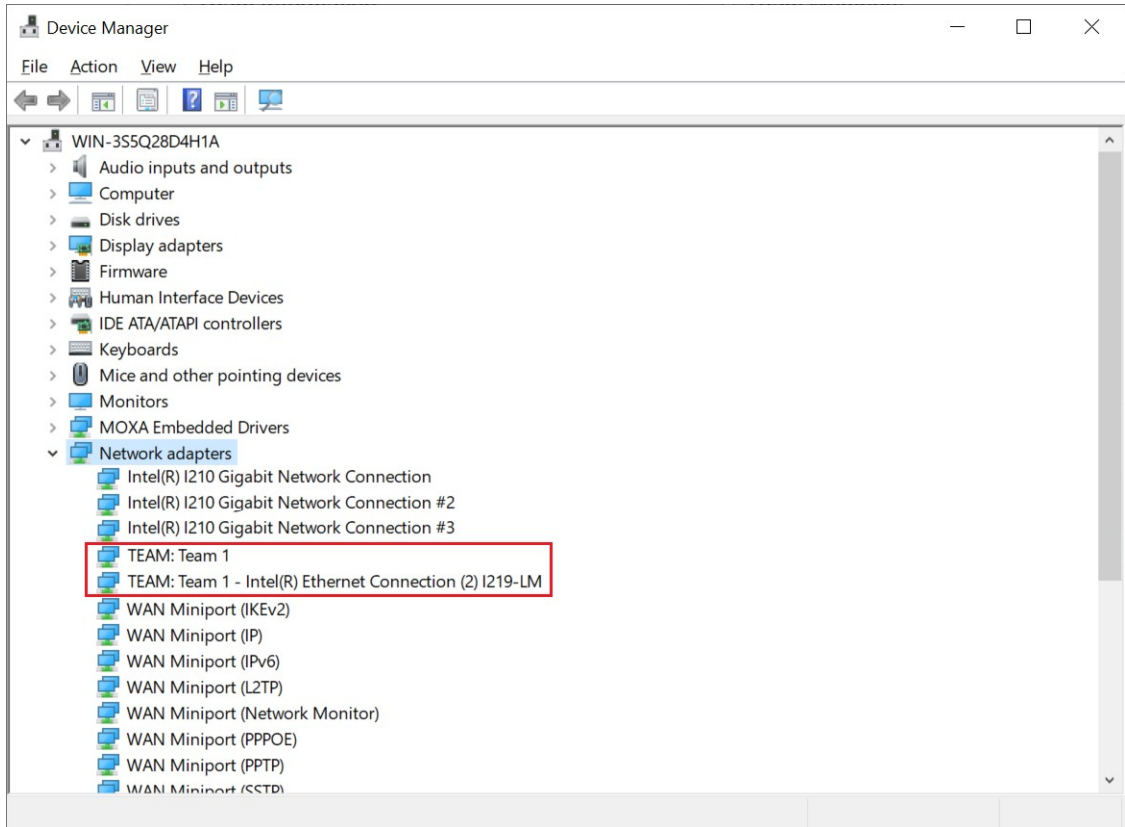 Device Manager
File Action View Help
WIN-3S5Q28D4H1A
Audio inputs and outputs
Computer
Disk drives
Display adapters
Firmware
Human Interface Devices
IDE ATA/ATAPI controllers
Keyboards
Mice and other pointing devices
Monitors
MOXA Embedded Drivers
Network adapters
Intel(R) I210 Gigabit Network Connection
Intel(R) I210 Gigabit Network Connection #2
Intel(R) I210 Gigabit Network Connection #3
TEAM: Team 1
TEAM: Team 1 - Intel(R) Ethernet Connection (2) I219-LM
WAN Miniport (IKEv2)
WAN Miniport (IP)
WAN Miniport (IPv6)
WAN Miniport (L2TP)
WAN Miniport (Network Monitor)
WAN Miniport (PPPOE)
WAN Miniport (PPTP)
WAN Miniport (SSTP)